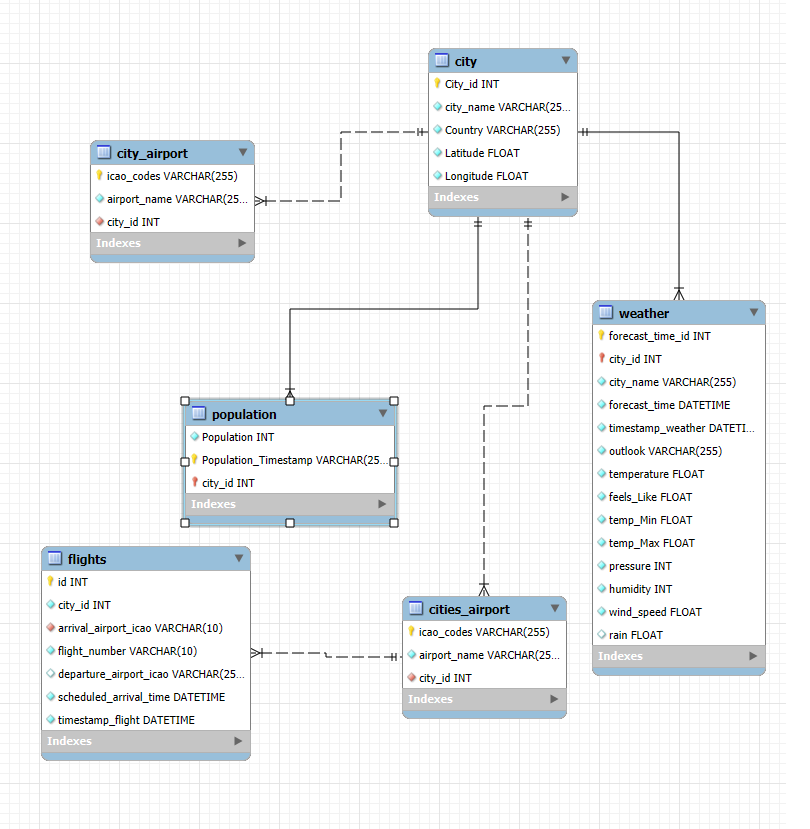 city
City_id INT
city_name VARCHAR(25...
Country VARCHAR(255)
Latitude FLOAT
Longitude FLOAT
Indexes
city_airport
icao_codes VARCHAR(255)
airport_name VARCHAR(25...
city_id INT
Indexes
weather
forecast_time_id INT
city_id INT
city_name VARCHAR(255)
forecast_time DATETIME
timestamp_weather DATETI...
outlook VARCHAR(255)
temperature FLOAT
feels_Like FLOAT
temp_Min FLOAT
temp_Max FLOAT
pressure INT
humidity INT
wind_speed FLOAT
rain FLOAT
Indexes
population
Population INT
Population_Timestamp VARCHAR(25...
city_id INT
Indexes
flights
id INT
city_id INT
arrival_airport_icao VARCHAR(10)
flight_number VARCHAR(10)
departure_airport_icao VARCHAR(25...
scheduled_arrival_time DATETIME
timestamp_flight DATETIME
Indexes
cities_airport
icao_codes VARCHAR(255)
airport_name VARCHAR(25...
city_id INT
Indexes